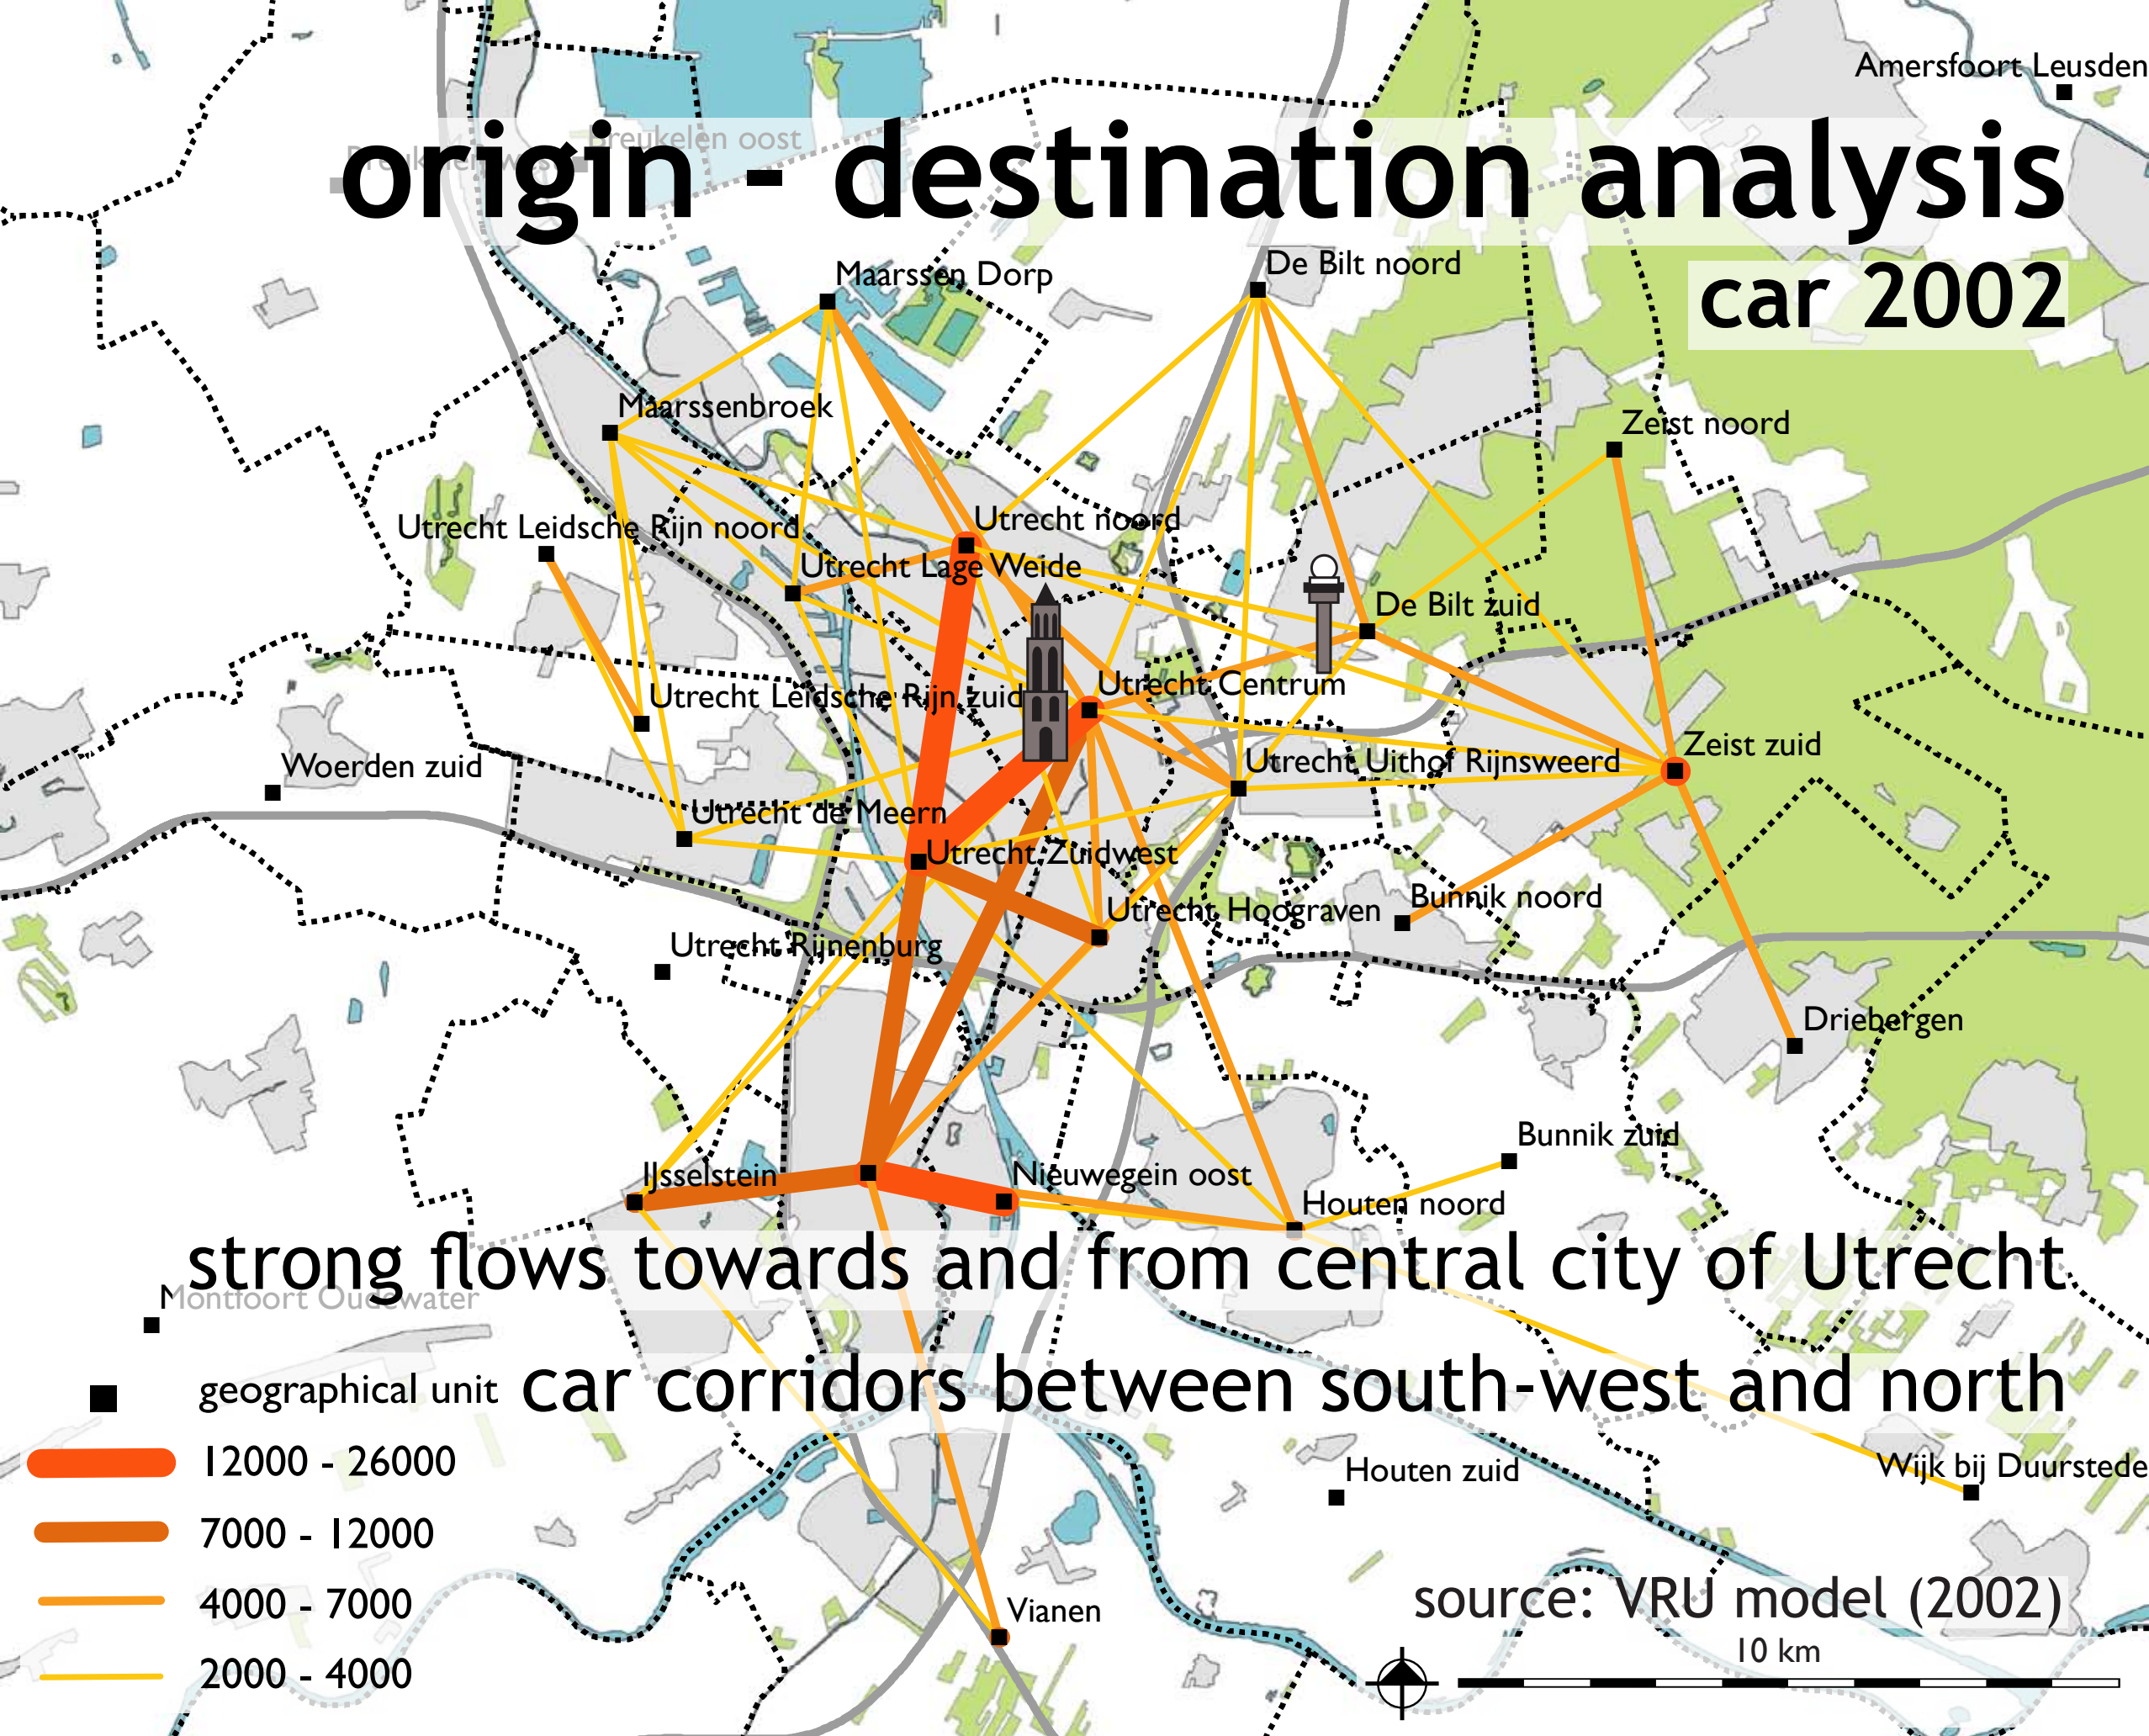 Amersfoort Leusden
Breukelen oost
origin - destination analysis
De Bilt noord
Maarssen Dorp
car 2002
Maarssenbroek
Zeist noord
Utrecht noord
Utrecht Leidsche Rijn noord
Utrecht Lage Weide
De Bilt zuid
Utrecht Centrum
Utrecht Leidsche Rijn zuid
Zeist zuid
Utrecht Uithof Rijnsweerd
Woerden zuid
Utrecht de Meern
Utrecht Zuidwest
Bunnik noord
Utrecht Hoograven
Utrecht Rijnenburg
Driebergen
Bunnik zuid
IJsselstein
Nieuwegein oost
Houten noord
strong flows towards and from central city of Utrecht
Montfoort Oudewater
geographical unit
car corridors between south-west and north
12000 - 26000
Houten zuid
Wijk bij Duurstede
7000 - 12000
4000 - 7000
source: VRU model (2002)
Vianen
10 km
2000 - 4000